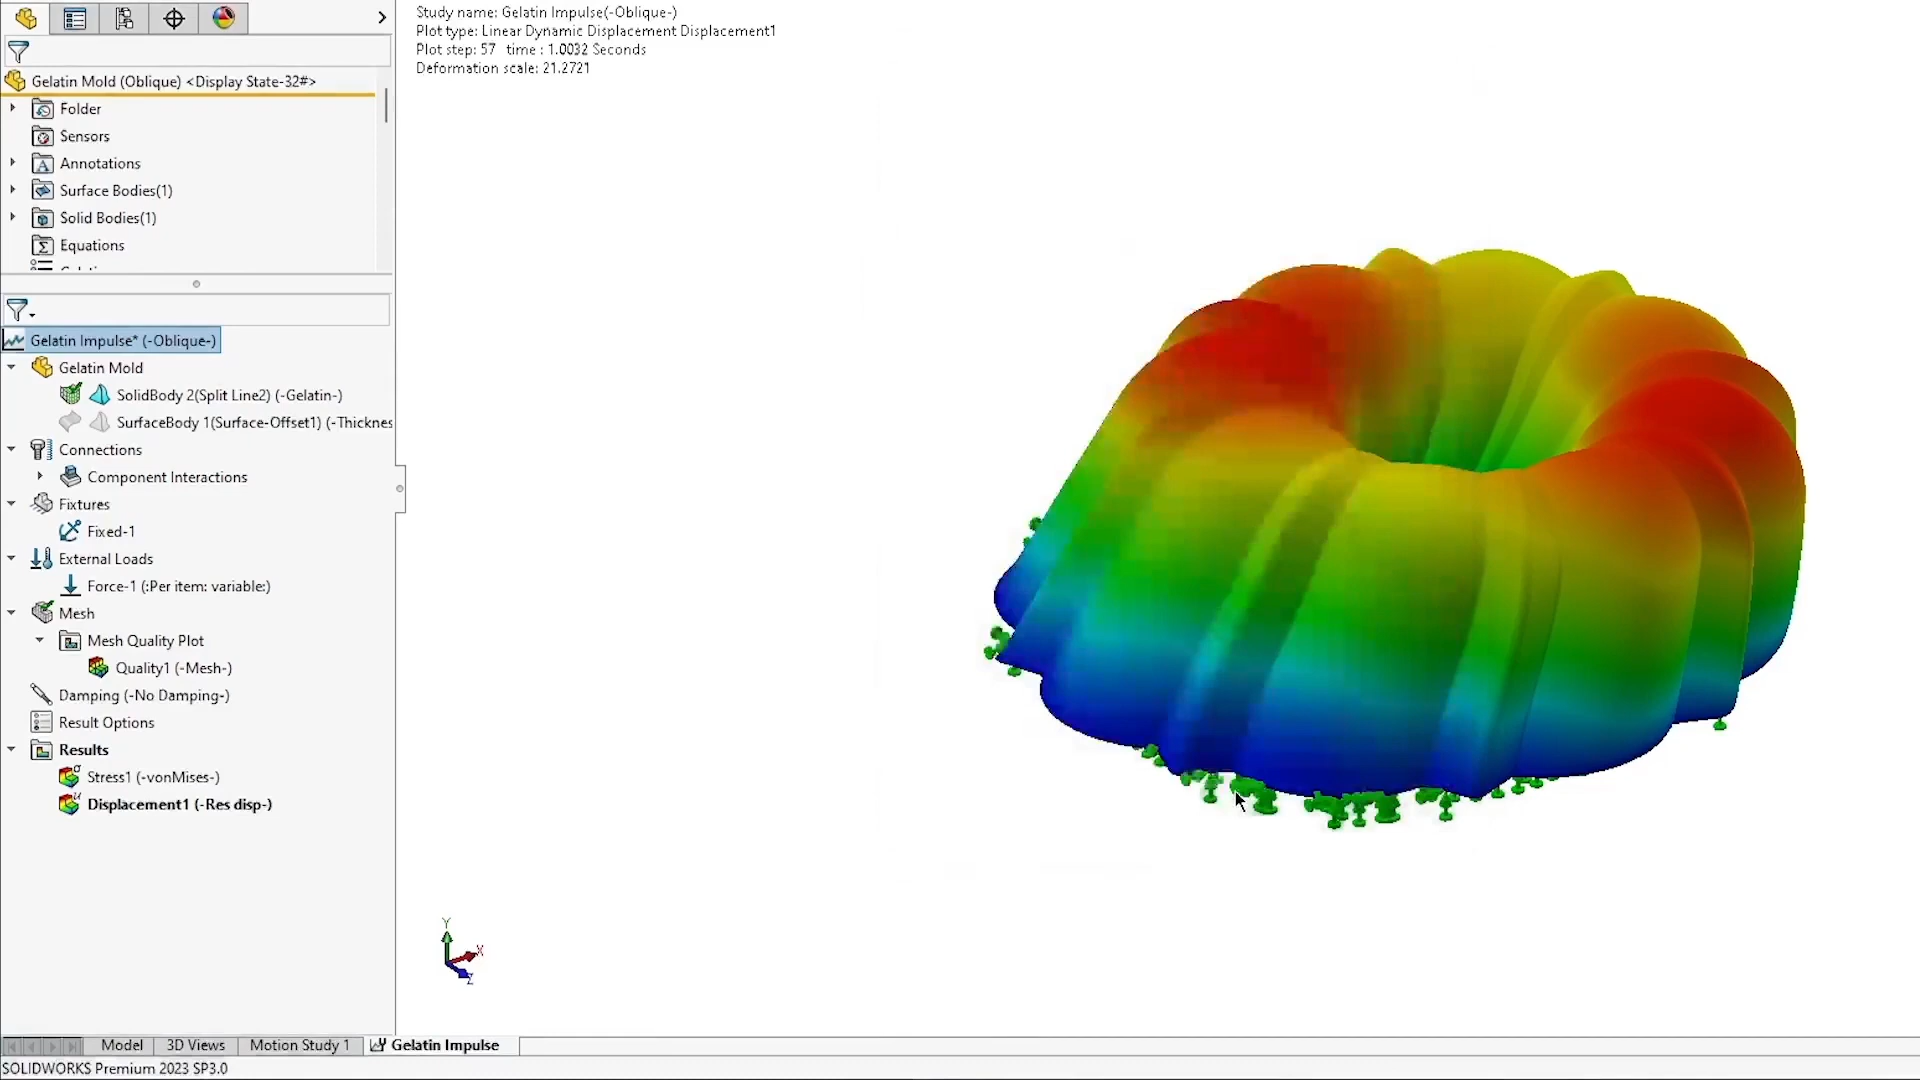 Study name: Gelatin Impulse(-Oblique-)
Plot type: Linear Dynamic Displacement Displacement1
Plot step: 57 time : 1.0032 Seconds
Deformation scale: 21.2721
Gelatin Mold (Oblique) <Display State-32#>
Folder
Sensors
Annotations
Surface Bodies(1)
Solid Bodies(1)
Equations
Gelatin Impulse* (-Oblique-)
Gelatin Mold
SolidBody 2(Split Line2) (-Gelatin-)
SurfaceBody 1(Surface-Offset1) (-Thicknes
Connections
Component Interactions
Fixtures
Fixed-1
External Loads
Force-1 (:Per item: variable:)
Mesh
Mesh Quality Plot
Quality1 (-Mesh-)
Damping (-No Damping-)
Result Options
Results
Stress1 (-vonMises-)
Displacement1 (-Res disp-)
Y
X
Z
Model
3D Views
Motion Study 1
Gelatin Impulse
SOLIDWORKS Premium 2023 SP3.0